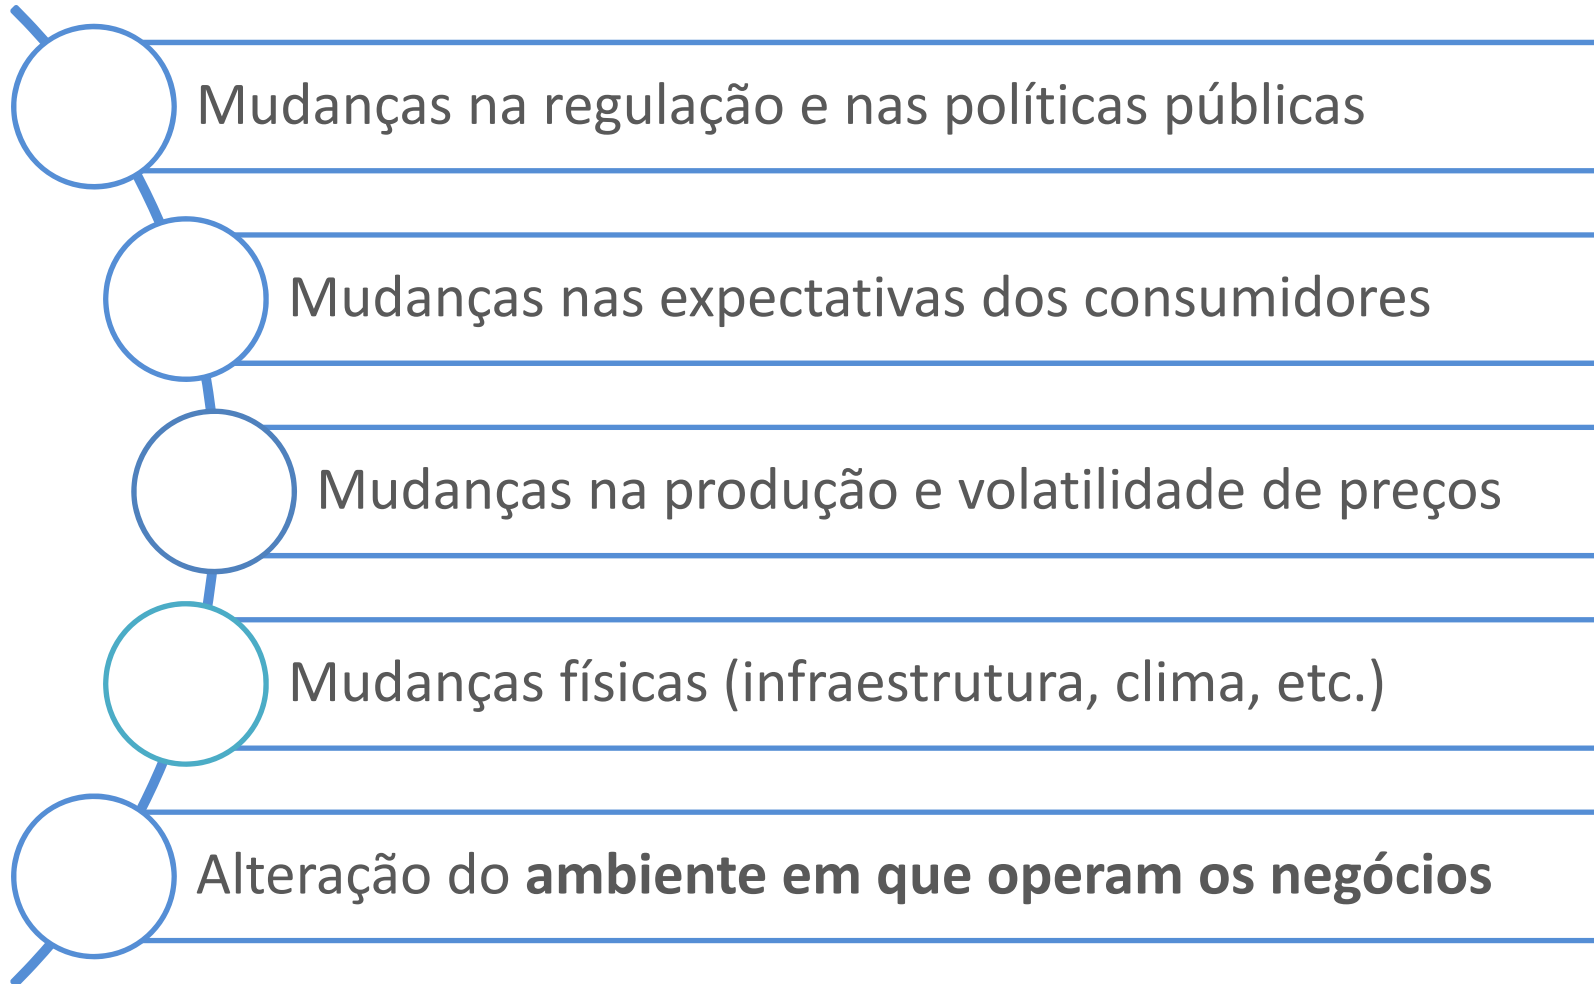 Mudanças na regulação e nas políticas públicas
Mudanças nas expectativas dos consumidores
Mudanças na produção e volatilidade de preços
Mudanças físicas (infraestrutura, clima, etc.)
Alteração do ambiente em que operam os negócios